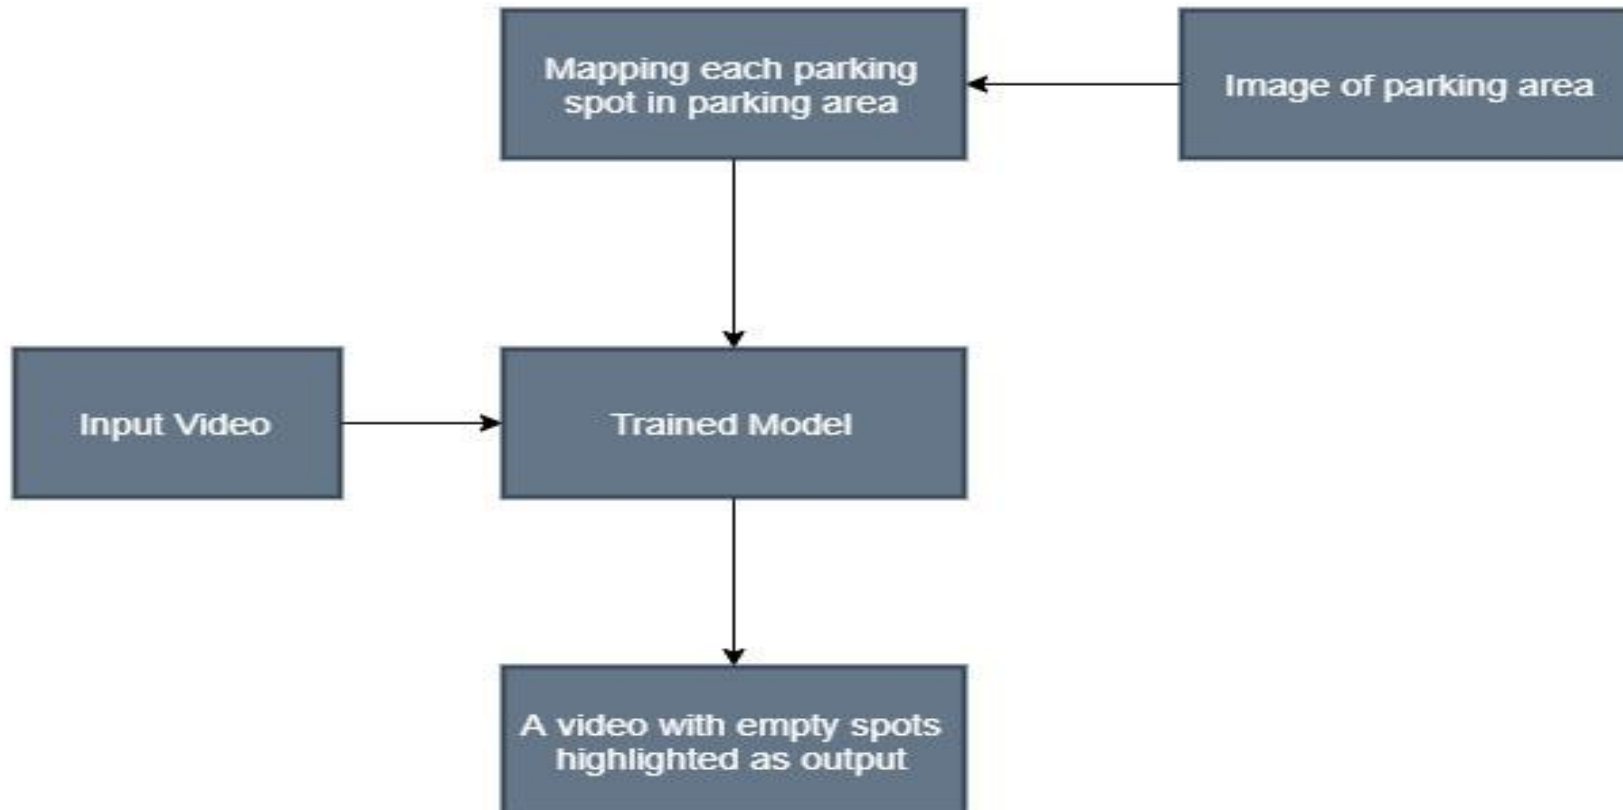 Mapping each parking
spot in parking area
Image of parking area
Input Video
Trained Model
A video with empty spots
highlighted as output